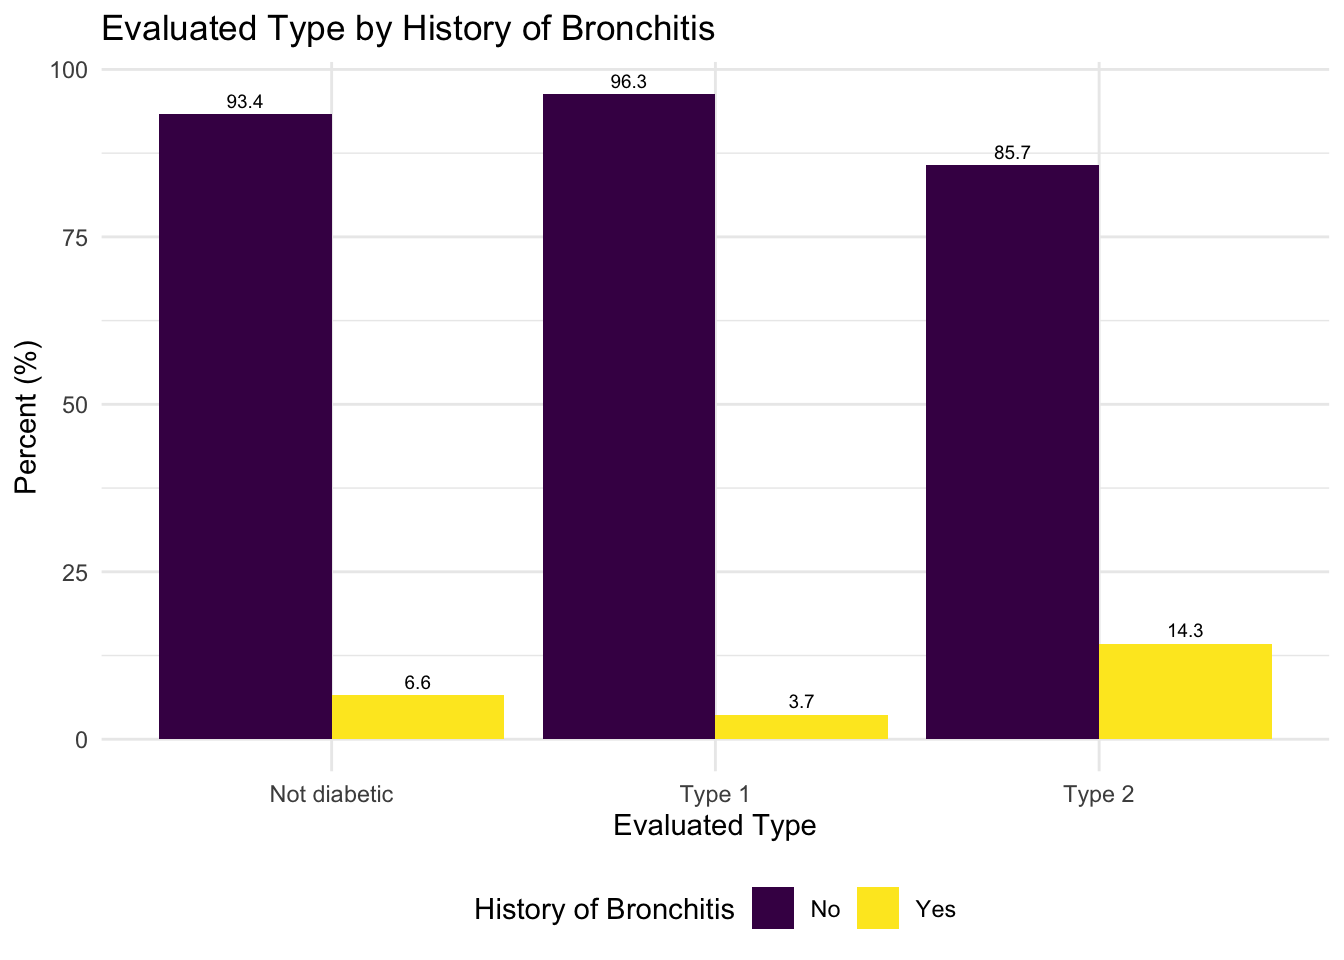 Evaluated Type by History of Bronchitis
100
75
50
25
0
Percent (%)
93.4
6.6
96.3
3.7
85.7
14.3
Not diabetic
Type 1
Type 2
Evaluated Type
History of Bronchitis No Yes